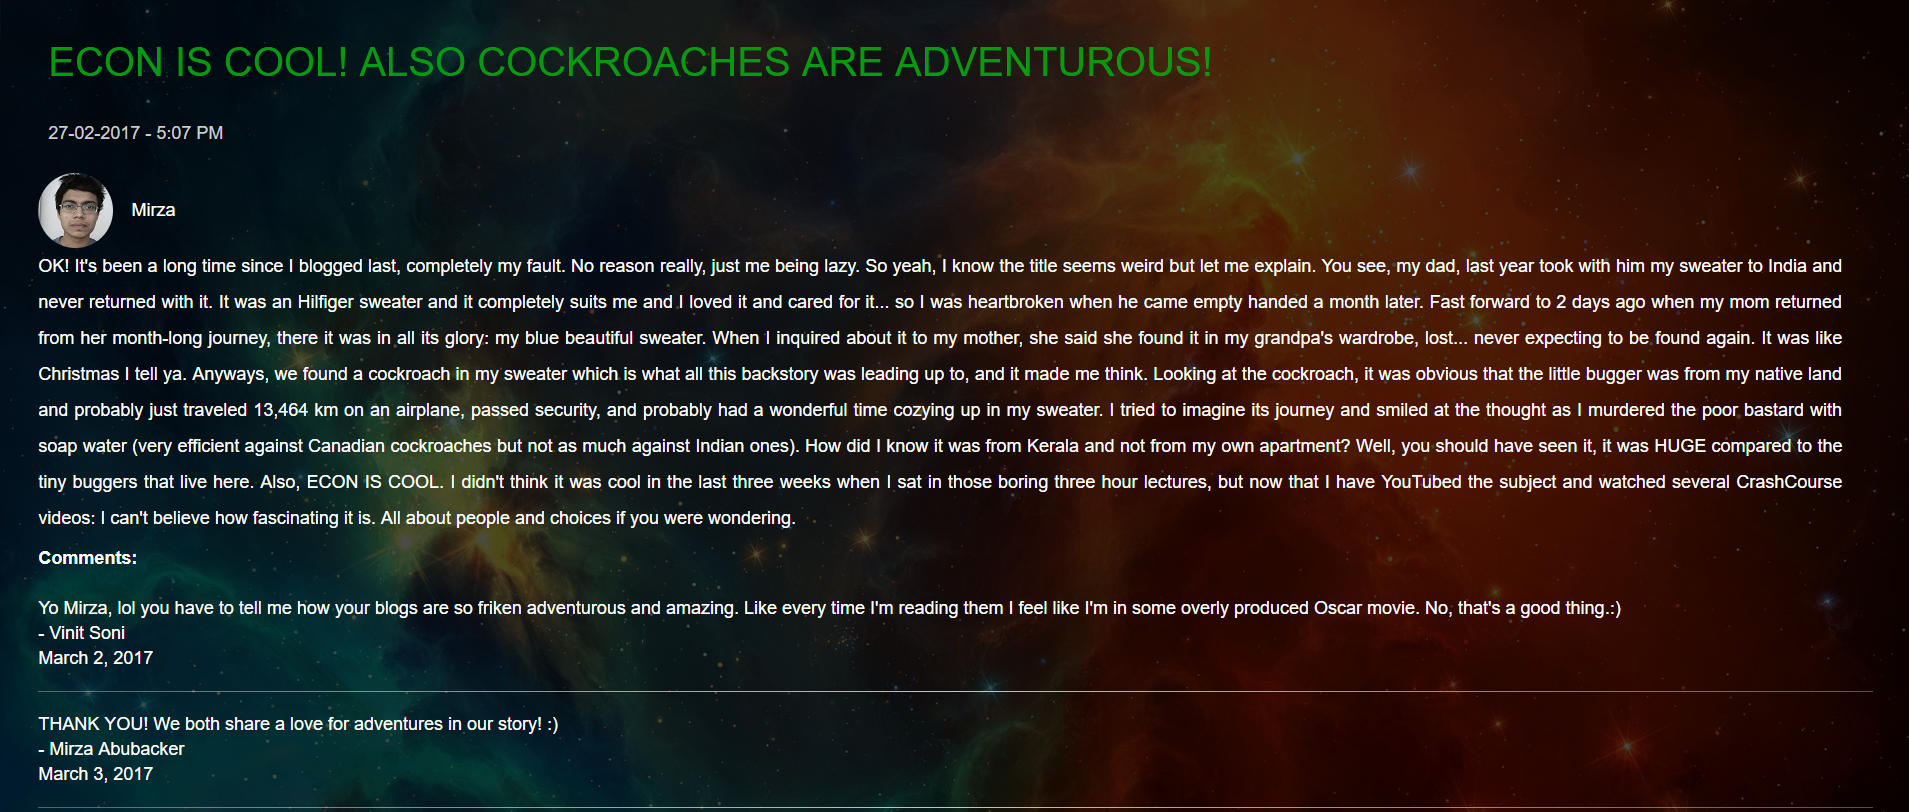 ECON IS COOL! ALSO COCKROACHES ARE ADVENTUROUS!
27-02-2017 - 5:07 PM
Mirza
OK! It's been a long time since I blogged last, completely my fault. No reason really, just me being lazy. So yeah, I know the title seems weird but let me explain. You see, my dad, last year took with him my sweater to India and
never returned with it. It was an Hilfiger sweater and it completely suits me and I loved it and cared for it... so I was heartbroken when he came empty handed a month later. Fast forward to 2 days ago when my mom returned
from her month-long journey, there it was in all its glory: my blue beautiful sweater. When I inquired about it to my mother, she said she found it in my grandpa's wardrobe, lost... never expecting to be found again. It was like
Christmas I tell ya. Anyways, we found a cockroach in my sweater which is what all this backstory was leading up to, and it made me think. Looking at the cockroach, it was obvious that the little bugger was from my native land
and probably just traveled 13,464 km on an airplane, passed security, and probably had a wonderful time cozying up in my sweater. I tried to imagine its journey and smiled at the thought as I murdered the poor bastard with
soap water (very efficient against Canadian cockroaches but not as much against Indian ones). How did I know it was from Kerala and not from my own apartment? Well, you should have seen it, it was HUGE compared to the
tiny buggers that live here. Also, ECON IS COOL. I didn't think it was cool in the last three weeks when I sat in those boring three hour lectures, but now that I have YouTubed the subject and watched several CrashCourse
videos: I can't believe how fascinating it is. All about people and choices if you were wondering.
Comments:
Yo Mirza, lol you have to tell me how your blogs are so friken adventurous and amazing. Like every time I'm reading them I feel like I'm in some overly produced Oscar movie. No, that's a good thing.:)
- Vinit Soni
March 2, 2017
THANK YOU! We both share a love for adventures in our story! :)
- Mirza Abubacker
March 3, 2017